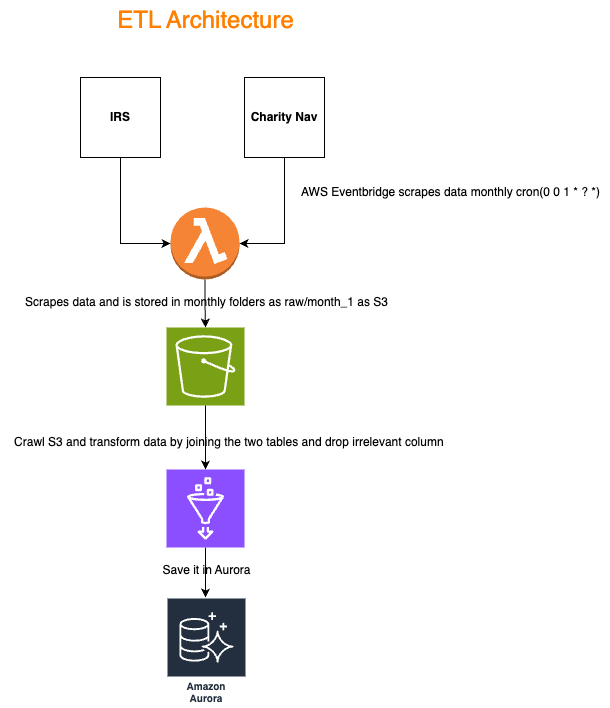 ETL Architecture
IRS
Charity Nav
AWS Eventbridge scrapes data monthly cron(0 0 1 * ? *)
Scrapes data and is stored in monthly folders as raw/month_1 as S3
Crawl S3 and transform data by joining the two tables and drop irrelevant column
Save it in Aurora
Amazon
Aurora